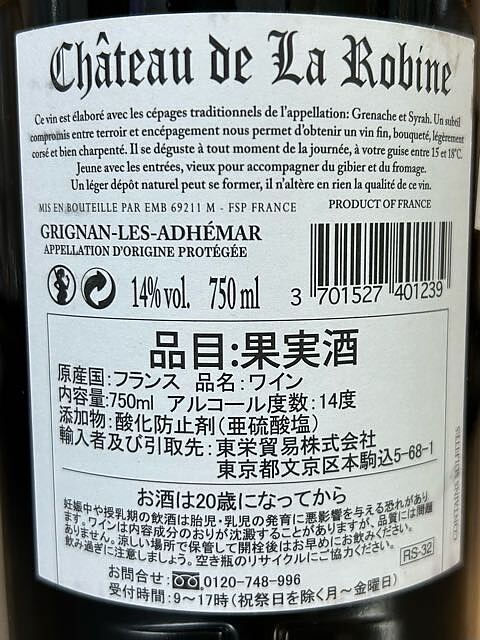 Château de La Robine
Ce vin est élaboré avec les cépages traditionnels de l'appellation: Grenache et Syrah. Un subtil
compromis entre terroir et encépagement nous permet d'obtenir un vin fin, bouqueté, légèrement
corsé et bien charpenté. Il se déguste à tout moment de la journée, à votre guise entre 15 et 18°C.
Jeune avec les entrées, vieux pour accompagner du gibier et du fromage.
Un léger dépôt naturel peut se former, il n'altère en rien la qualité de ce vin.
MIS EN BOUTEILLE PAR EMB 69211 M - FSP FRANCE PRODUCT OF FRANCE
GRIGNAN-LES-ADHÉMAR
APPELLATION D'ORIGINE PROTÉGÉE
14% vol. 750 ml
3 701527 401239
品目:果実酒
原産国:フランス 品名:ワイン
内容量:750ml アルコール度数:14度
添加物:酸化防止剤(亜硫酸塩)
輸入者及び引取先:東栄貿易株式会社
東京都文京区本駒込5-68-1
お酒は20歳になってから
妊娠中や授乳期の飲酒は胎児・乳児の発育に悪影響を与える恐れがあり
ます。ワインは内容成分のおりが沈澱することがありますが、品質には問題
ありません。涼しい場所で保管して開栓後はお早めにお飲みください。
飲み過ぎに注意しましょう。空き瓶のリサイクルにご協力ください。
RS-32
お問合せ:0120-748-996
受付時間:9〜17時(祝祭日を除く月〜金曜日)
CONTAINS SULFITES